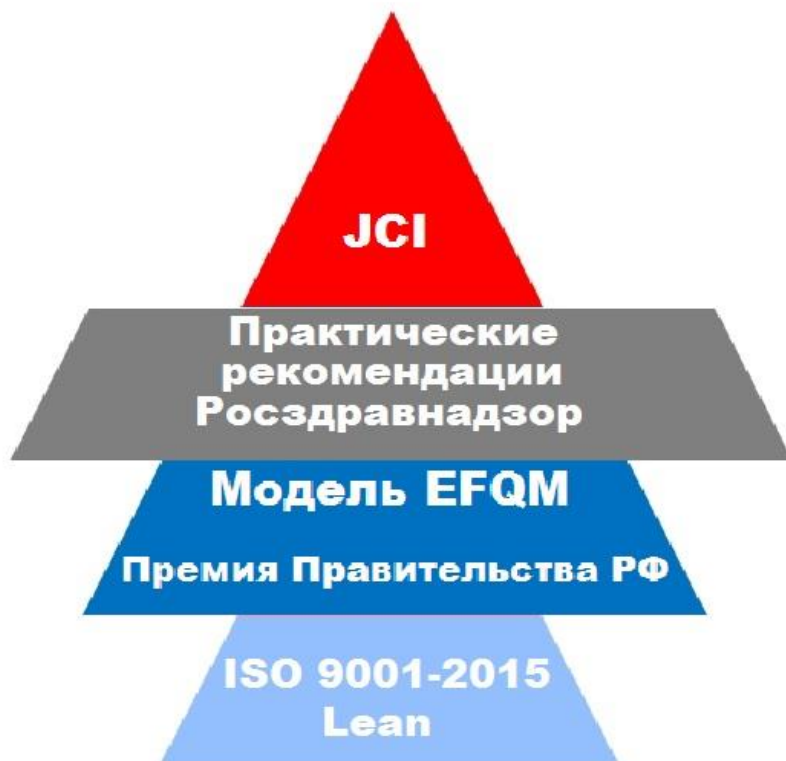 JCI
Практические
рекомендации
Росздравнадзор
Модель EFQM
Премия Правительства РФ
ISO 9001-2015
Lean